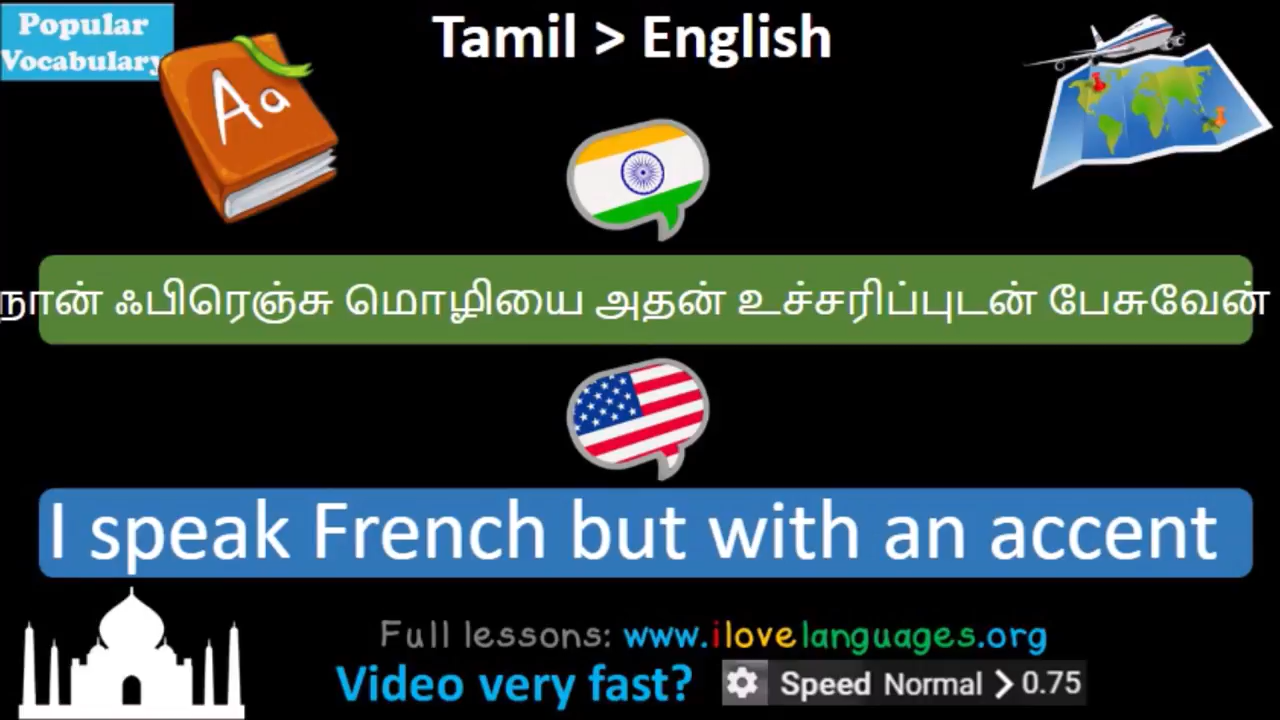 Popular
Vocabulary
Aa
Tamil > English
நான் ஃபிரெஞ்சு மொழியை அதன் உச்சரிப்புடன் பேசுவேன்
I speak French but with an accent
Full lessons: www.ilovelanguages.org
Video very fast? Speed Normal > 0.75